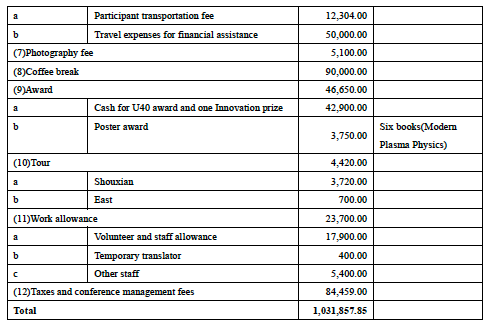 a Participant transportation fee 12,304.00
b Travel expenses for financial assistance 50,000.00
(7)Photography fee 5,100.00
(8)Coffee break 90,000.00
(9)Award 46,650.00
a Cash for U40 award and one Innovation prize 42,900.00
b Poster award 3,750.00 Six books(Modern
Plasma Physics)
(10)Tour 4,420.00
a Shouxian 3,720.00
b East 700.00
(11)Work allowance 23,700.00
a Volunteer and staff allowance 17,900.00
b Temporary translator 400.00
c Other staff 5,400.00
(12)Taxes and conference management fees 84,459.00
Total 1,031,857.85